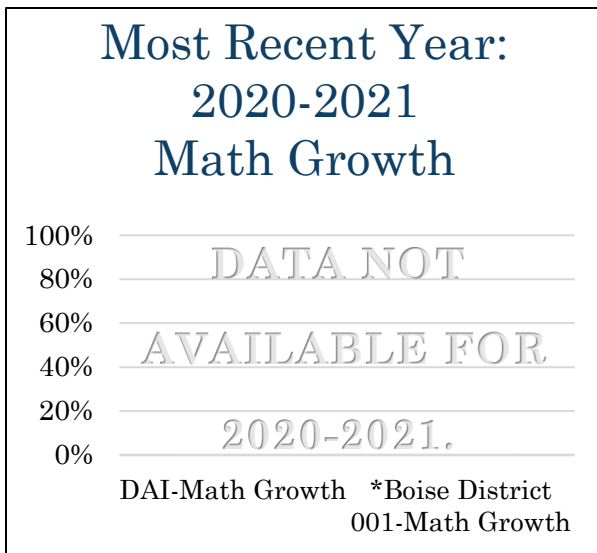 Most Recent Year:
2020-2021
Math Growth
100%
DATA NOT
80%
60%
AVAILABLE FOR
40%
20%
2020-2021.
0%
DAI-Math Growth *Boise District
001-Math Growth